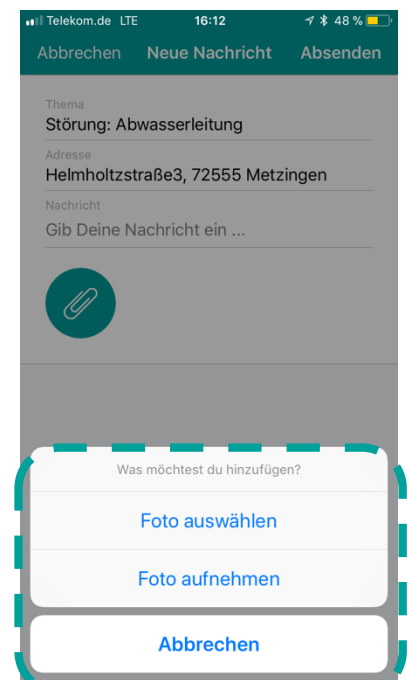 Telekom.de LTE 16:12 48 %
Abbrechen Neue Nachricht Absenden
Thema
Störung: Abwasserleitung
Adresse
Helmholtzstraße3, 72555 Metzingen
Nachricht
Gib Deine Nachricht ein ...
Was möchtest du hinzufügen?
Foto auswählen
Foto aufnehmen
Abbrechen